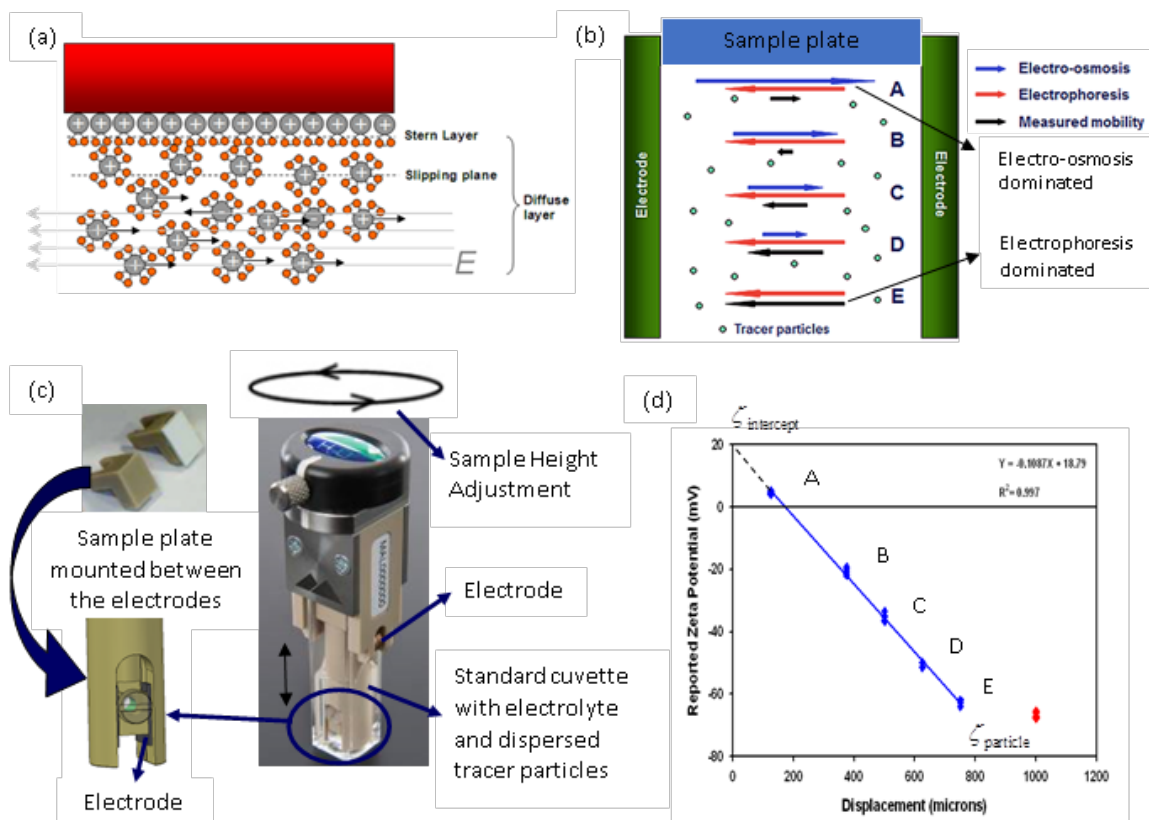 (a)
Stern Layer
Slipping plane
Diffuse
layer
E
+ + + + + + + + + + + + + +
(b)
Sample plate
Electrode
Electrode
A
B
C
D
E
Tracer particles
Electro-osmosis
Electrophoresis
Measured mobility
Electro-osmosis
dominated
Electrophoresis
dominated
(c)
Sample plate
mounted between
the electrodes
Electrode
Sample Height
Adjustment
Electrode
Standard cuvette
with electrolyte
and dispersed
tracer particles
(d)
ζ intercept
Y = -0.1087X + 18.79
R² = 0.997
A
B
C
D
E
ζ particle
Reported Zeta Potential (mV)
20
0
-20
-40
-60
-80
0 200 400 600 800 1000 1200
Displacement (microns)